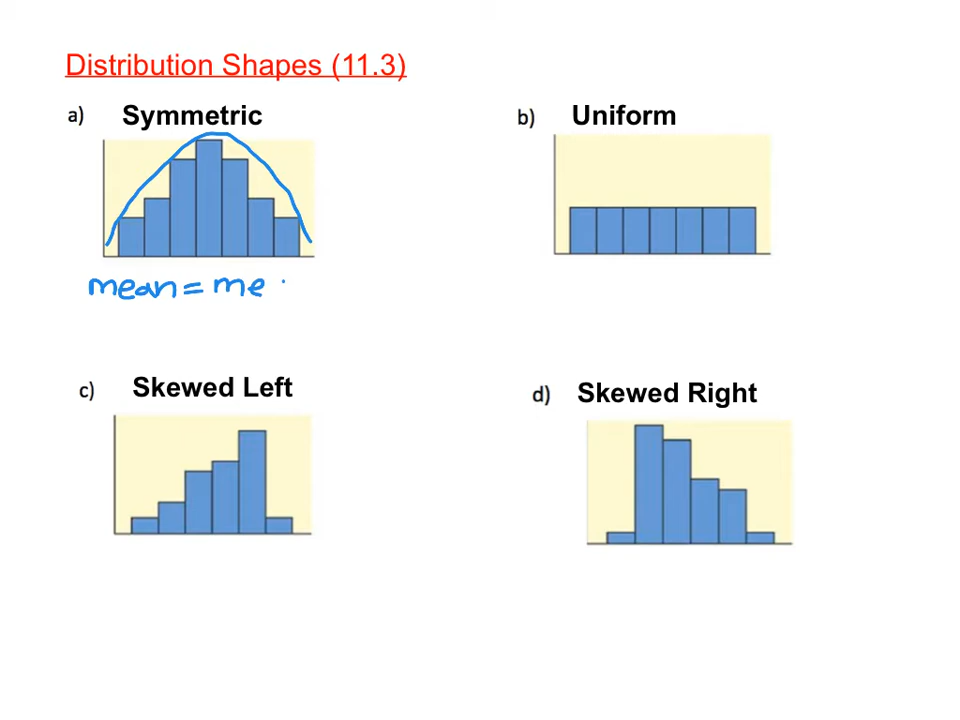 Distribution Shapes (11.3)
a) Symmetric
b) Uniform
mean = me
c) Skewed Left
d) Skewed Right